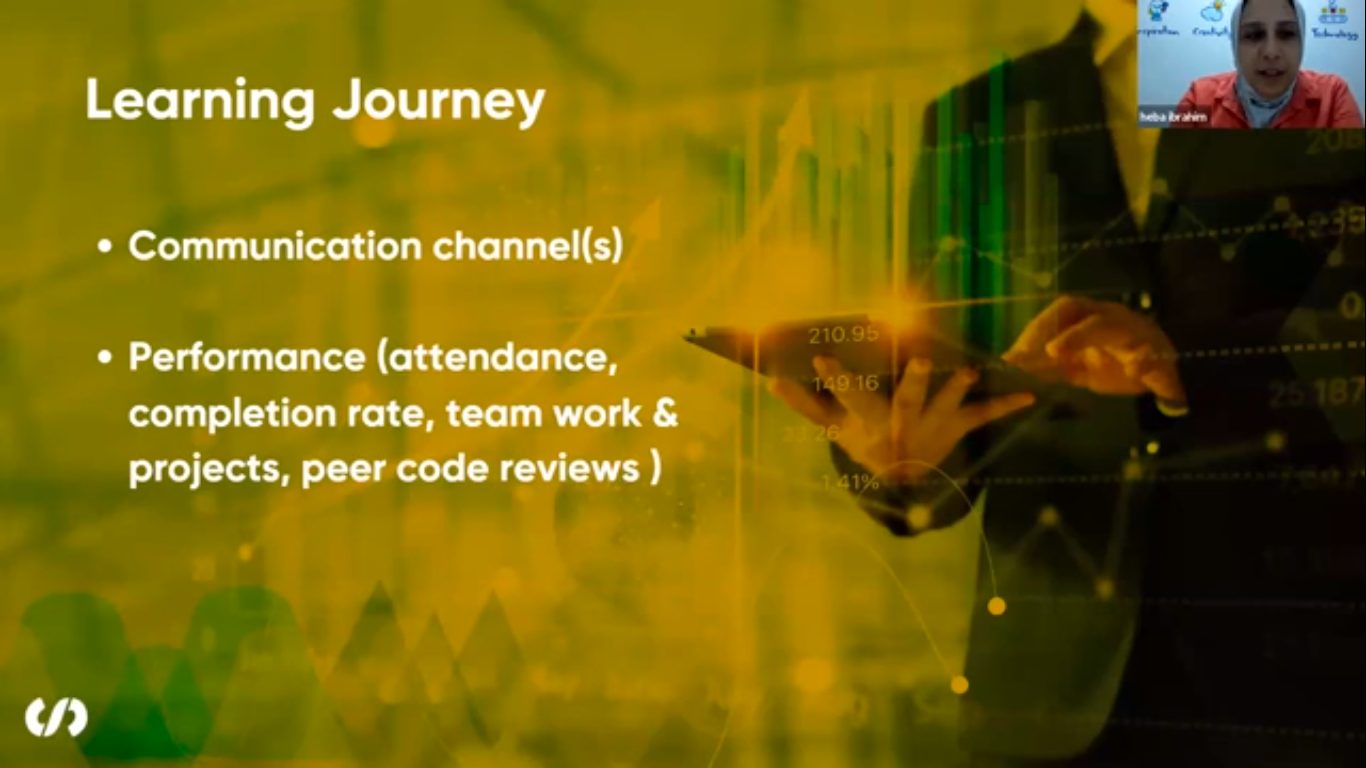 Learning Journey
• Communication channel(s)
• Performance (attendance,
completion rate, team work &
projects, peer code reviews )
heba ibrahim
Creativity
Technology
210.95
149.16
23.26
1.41%
25.187